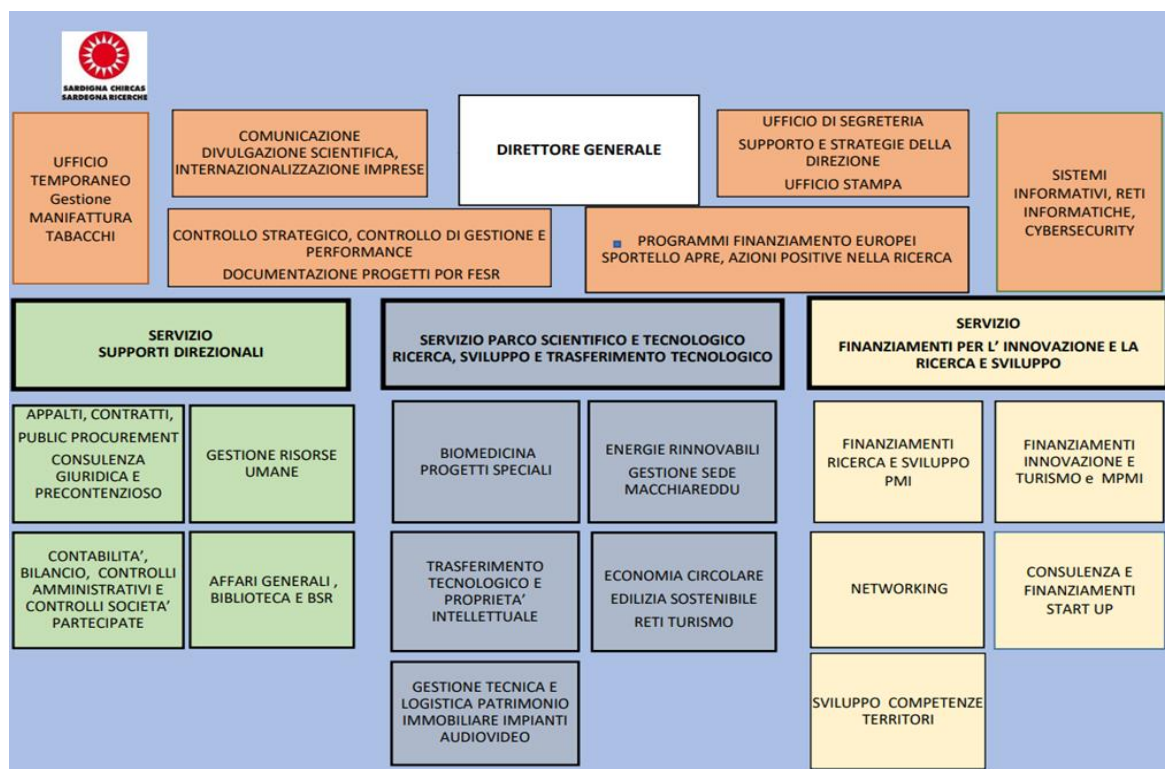 SARDIGNA CHIRCAS
SARDEGNA RICERCHE
UFFICIO
TEMPORANEO
Gestione
MANIFATTURA
TABACCHI
COMUNICAZIONE
DIVULGAZIONE SCIENTIFICA,
INTERNAZIONALIZZAZIONE IMPRESE
DIRETTORE GENERALE
UFFICIO DI SEGRETERIA
SUPPORTO E STRATEGIE DELLA
DIREZIONE
UFFICIO STAMPA
SISTEMI
INFORMATIVI, RETI
INFORMATICHE,
CYBERSECURITY
CONTROLLO STRATEGICO, CONTROLLO DI GESTIONE E
PERFORMANCE
DOCUMENTAZIONE PROGETTI POR FESR
PROGRAMMI FINANZIAMENTO EUROPEI
SPORTELLO APRE, AZIONI POSITIVE NELLA RICERCA
SERVIZIO
SUPPORTI DIREZIONALI
SERVIZIO PARCO SCIENTIFICO E TECNOLOGICO
RICERCA, SVILUPPO E TRASFERIMENTO TECNOLOGICO
SERVIZIO
FINANZIAMENTI PER L’ INNOVAZIONE E LA
RICERCA E SVILUPPO
APPALTI, CONTRATTI,
PUBLIC PROCUREMENT
CONSULENZA
GIURIDICA E
PRECONTENZIOSO
GESTIONE RISORSE
UMANE
BIOMEDICINA
PROGETTI SPECIALI
ENERGIE RINNOVABILI
GESTIONE SEDE
MACCHIAREDDU
FINANZIAMENTI
RICERCA E SVILUPPO
PMI
FINANZIAMENTI
INNOVAZIONE E
TURISMO e MPMI
CONTABILITA’,
BILANCIO, CONTROLLI
AMMINISTRATIVI E
CONTROLLI SOCIETA’
PARTECIPATE
AFFARI GENERALI ,
BIBLIOTECA E BSR
TRASFERIMENTO
TECNOLOGICO E
PROPRIETA’
INTELLETTUALE
ECONOMIA CIRCOLARE
EDILIZIA SOSTENIBILE
RETI TURISMO
NETWORKING
CONSULENZA E
FINANZIAMENTI
START UP
GESTIONE TECNICA E
LOGISTICA PATRIMONIO
IMMOBILIARE IMPIANTI
AUDIOVIDEO
SVILUPPO COMPETENZE
TERRITORI